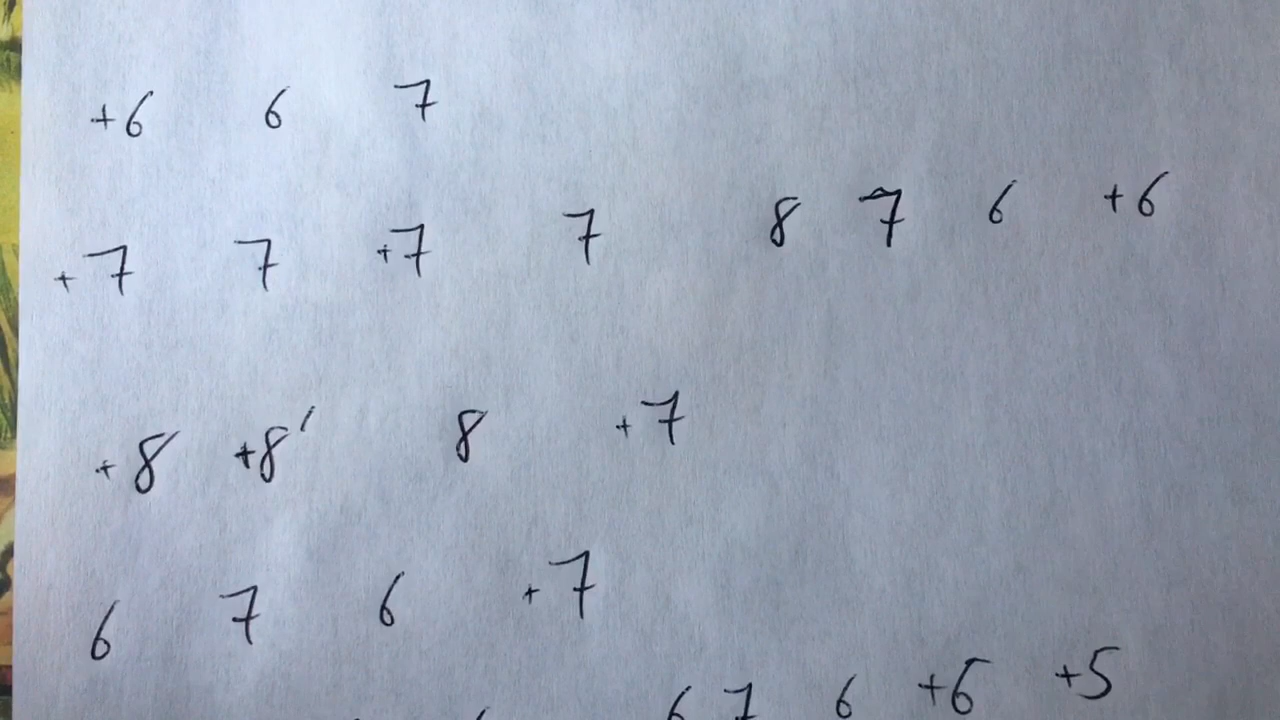 +6 6 7
+7 7 +7 7 8 7 6 +6
+8 +8' 8 +7
6 7 6 +7
6 7 6 +6 +5